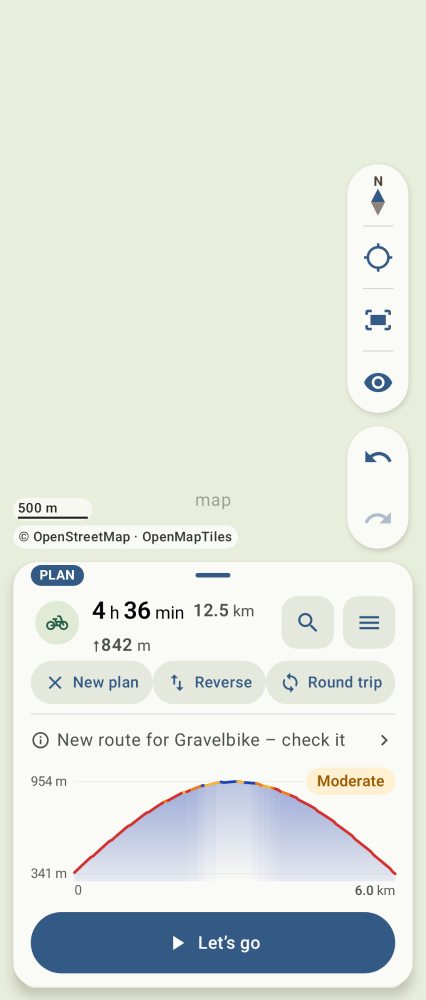 N
500 m
map
© OpenStreetMap · OpenMapTiles
PLAN
4 h 36 min 12.5 km
↑842 m
New plan
Reverse
Round trip
New route for Gravelbike – check it
954 m
Moderate
341 m
0
6.0 km
Let’s go